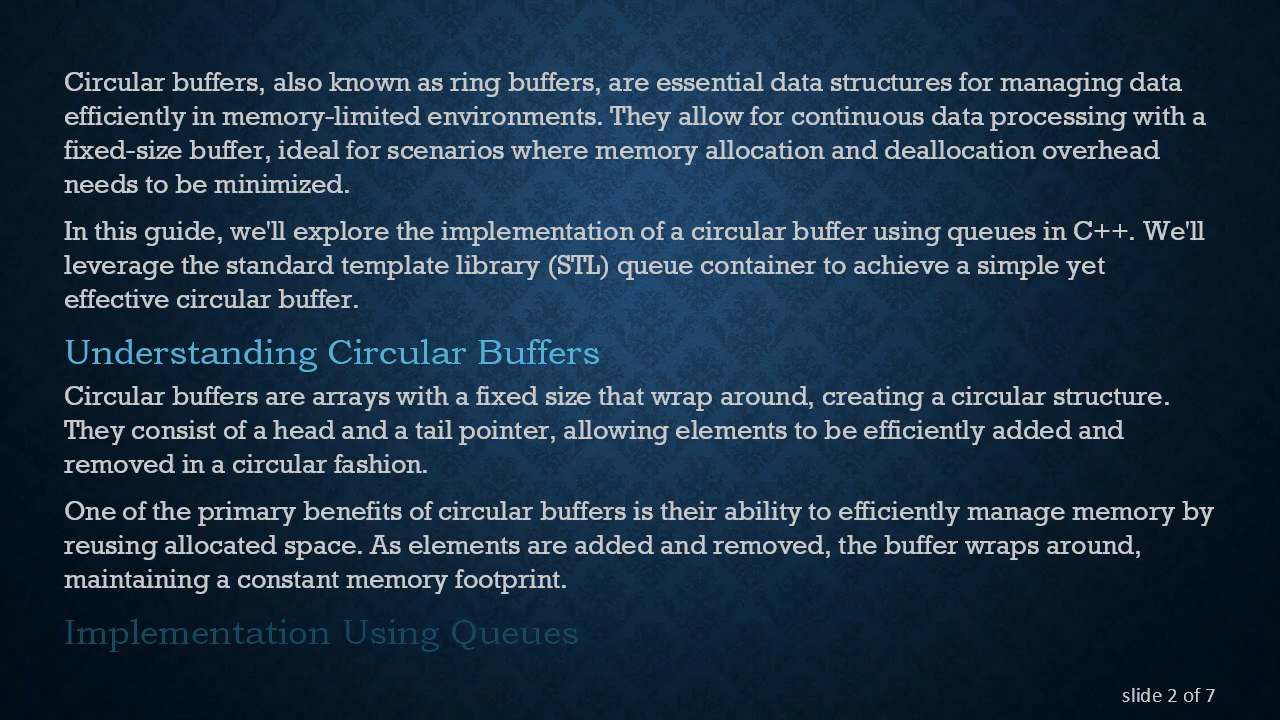 Circular buffers, also known as ring buffers, are essential data structures for managing data
efficiently in memory-limited environments. They allow for continuous data processing with a
fixed-size buffer, ideal for scenarios where memory allocation and deallocation overhead
needs to be minimized.
In this guide, we'll explore the implementation of a circular buffer using queues in C++. We'll
leverage the standard template library (STL) queue container to achieve a simple yet
effective circular buffer.
Understanding Circular Buffers
Circular buffers are arrays with a fixed size that wrap around, creating a circular structure.
They consist of a head and a tail pointer, allowing elements to be efficiently added and
removed in a circular fashion.
One of the primary benefits of circular buffers is their ability to efficiently manage memory by
reusing allocated space. As elements are added and removed, the buffer wraps around,
maintaining a constant memory footprint.
Implementation Using Queues
slide 2 of 7